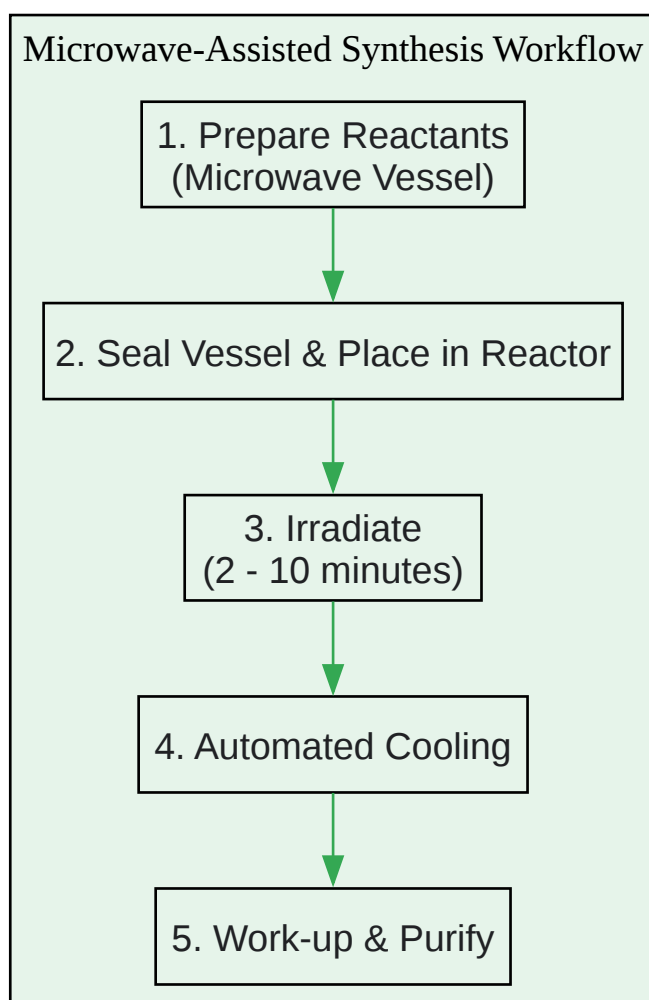 Microwave-Assisted Synthesis Workflow
1. Prepare Reactants
(Microwave Vessel)
2. Seal Vessel & Place in Reactor
3. Irradiate
(2 - 10 minutes)
4. Automated Cooling
5. Work-up & Purify